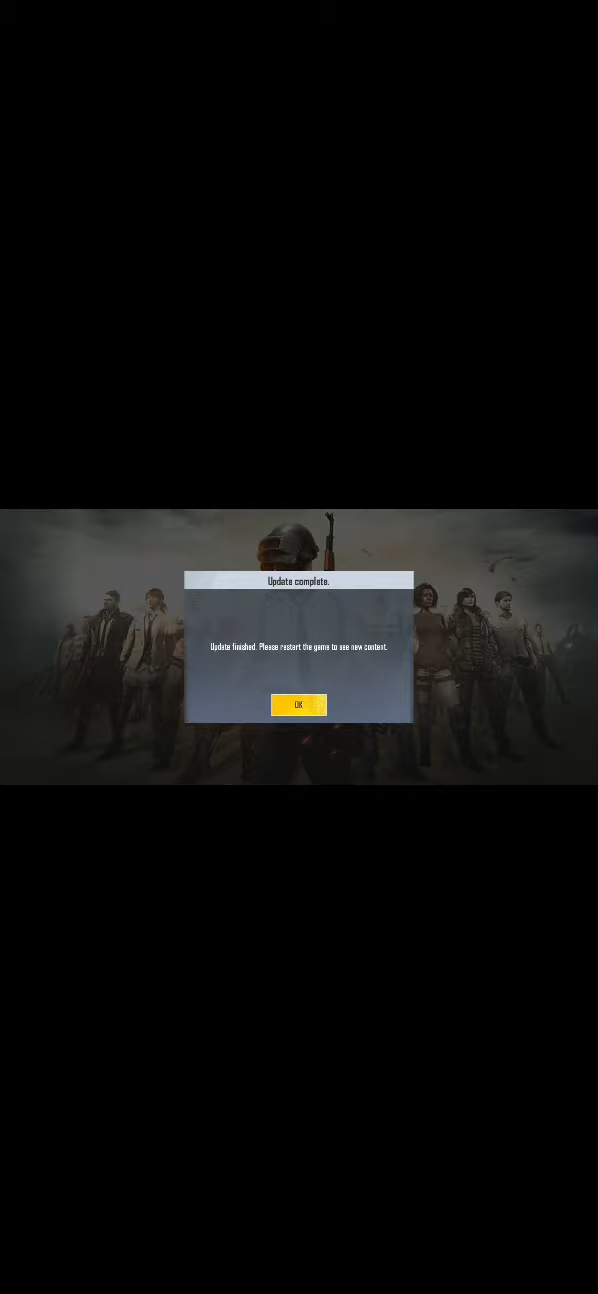 Update complete.
Update finished. Please restart the game to see new content.
OK